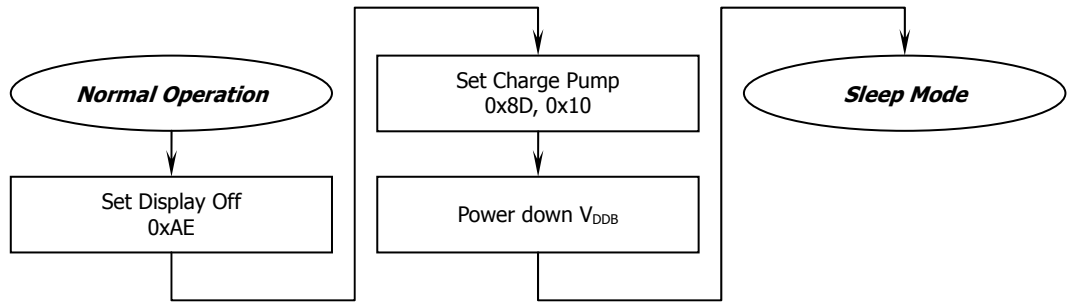 Normal Operation
Set Display Off
0xAE
Set Charge Pump
0x8D, 0x10
Power down VDDB
Sleep Mode